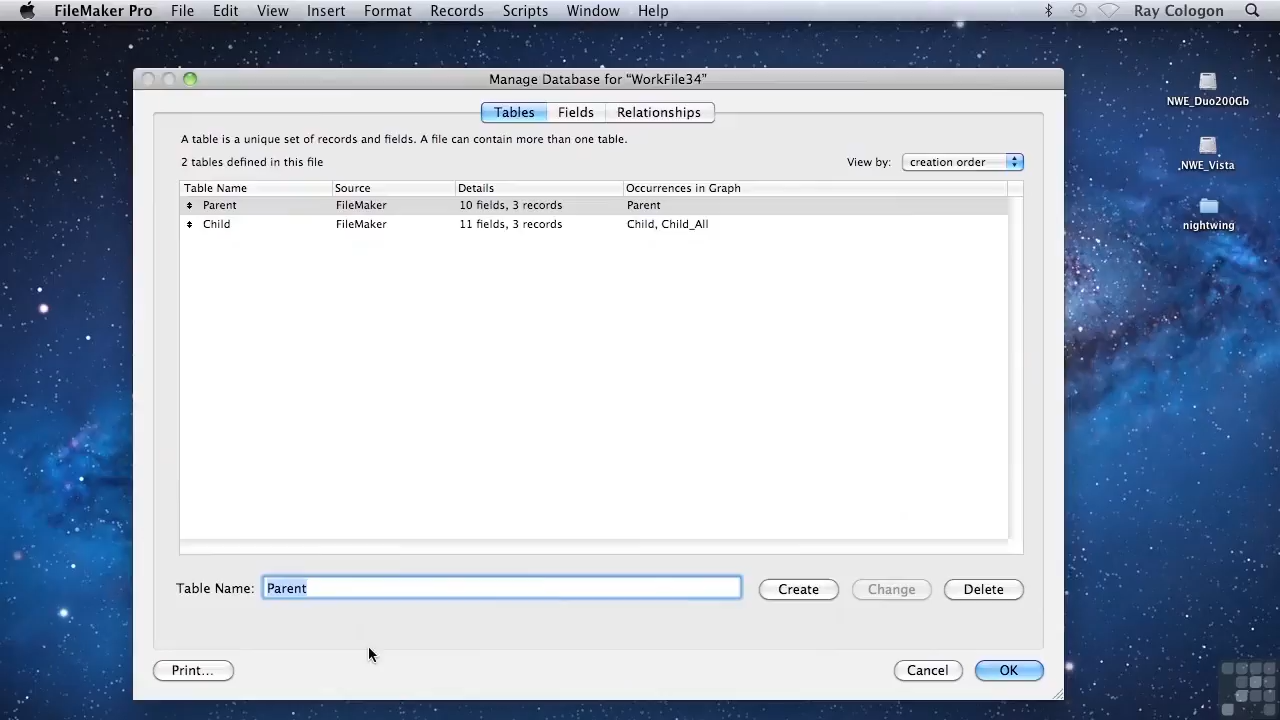 FileMaker Pro File Edit View Insert Format Records Scripts Window Help Ray Cologon
Manage Database for “WorkFile34”
NWE_Duo200Gb
Tables Fields Relationships
A table is a unique set of records and fields. A file can contain more than one table.
2 tables defined in this file View by: creation order
.NWE_Vista
Table Name Source Details Occurrences in Graph
Parent FileMaker 10 fields, 3 records Parent
Child FileMaker 11 fields, 3 records Child, Child_All
nightwing
Table Name: Parent Create Change Delete
Print... Cancel OK